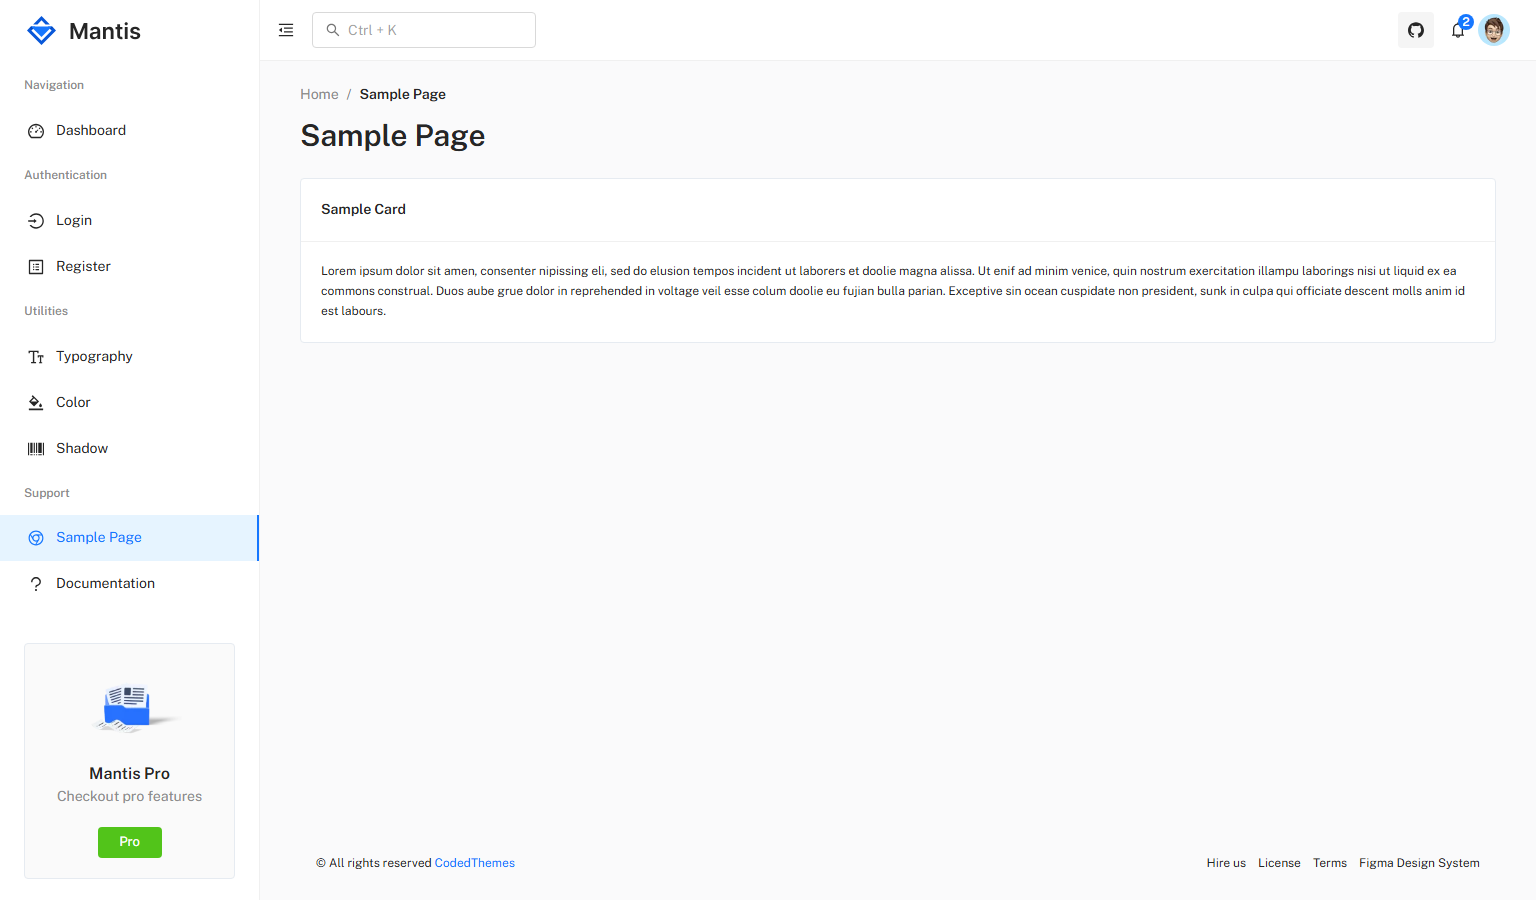 Mantis
Ctrl + K
2
Navigation
Dashboard
Authentication
Login
Register
Utilities
Typography
Color
Shadow
Support
Sample Page
Documentation
Mantis Pro
Checkout pro features
Pro
Home / Sample Page
Sample Page
Sample Card
Lorem ipsum dolor sit amen, consenter nipissing eli, sed do elusion tempos incident ut laborers et doolie magna alissa. Ut enif ad minim venice, quin nostrum exercitation illampu laborings nisi ut liquid ex ea
commons construal. Duos aube grue dolor in reprehended in voltage veil esse colum doolie eu fujian bulla parian. Exceptive sin ocean cuspidate non president, sunk in culpa qui officiate descent molls anim id
est labours.
© All rights reserved CodedThemes
Hire us License Terms Figma Design System